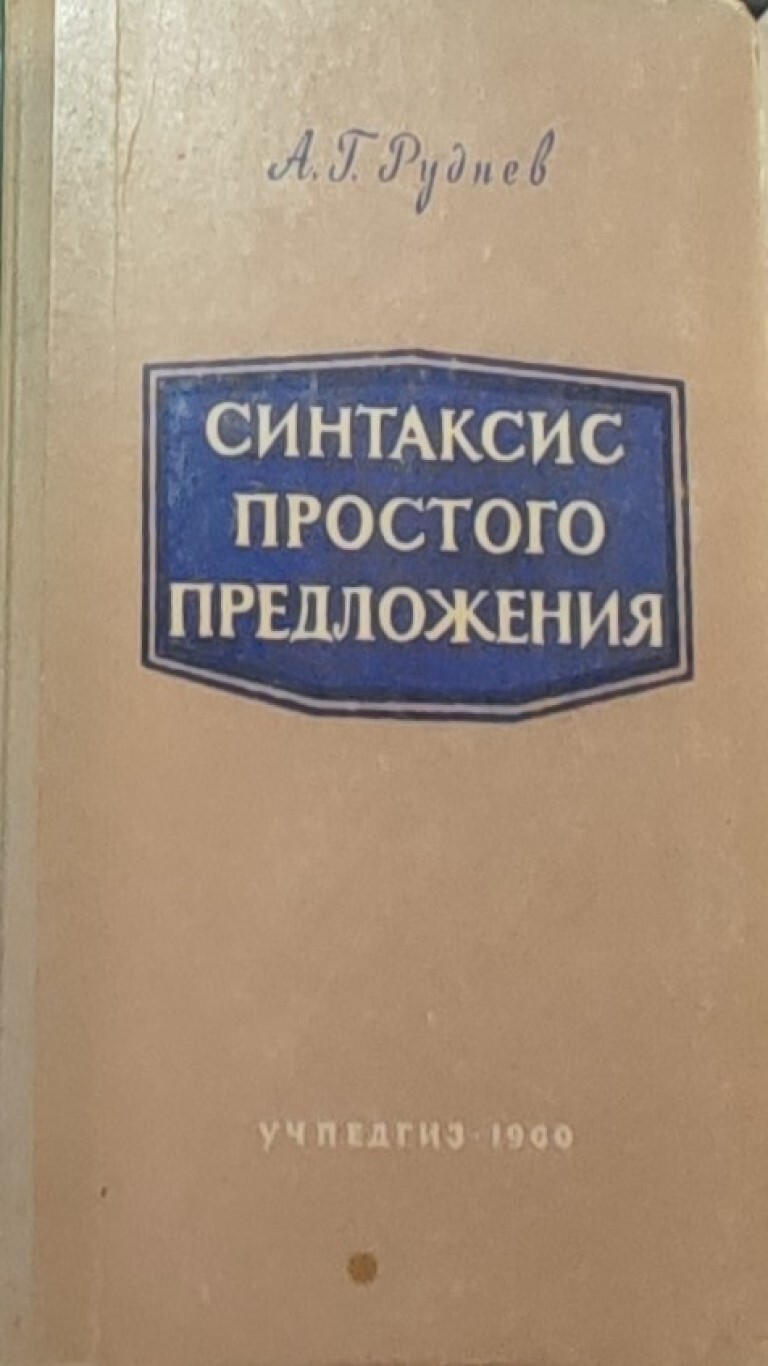 А. Г. Руднев
СИНТАКСИС
ПРОСТОГО
ПРЕДЛОЖЕНИЯ
УЧПЕДГИЗ - 1960